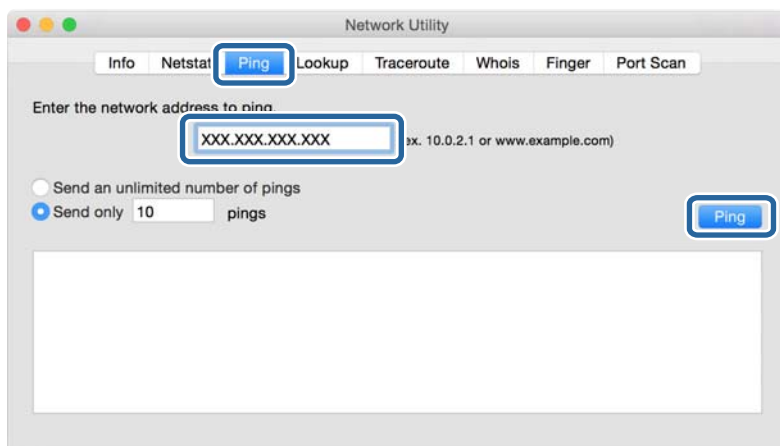 Network Utility
Info Netstat Ping Lookup Traceroute Whois Finger Port Scan
Enter the network address to ping.
XXX.XXX.XXX.XXX ex. 10.0.2.1 or www.example.com)
Send an unlimited number of pings
Send only 10 pings
Ping